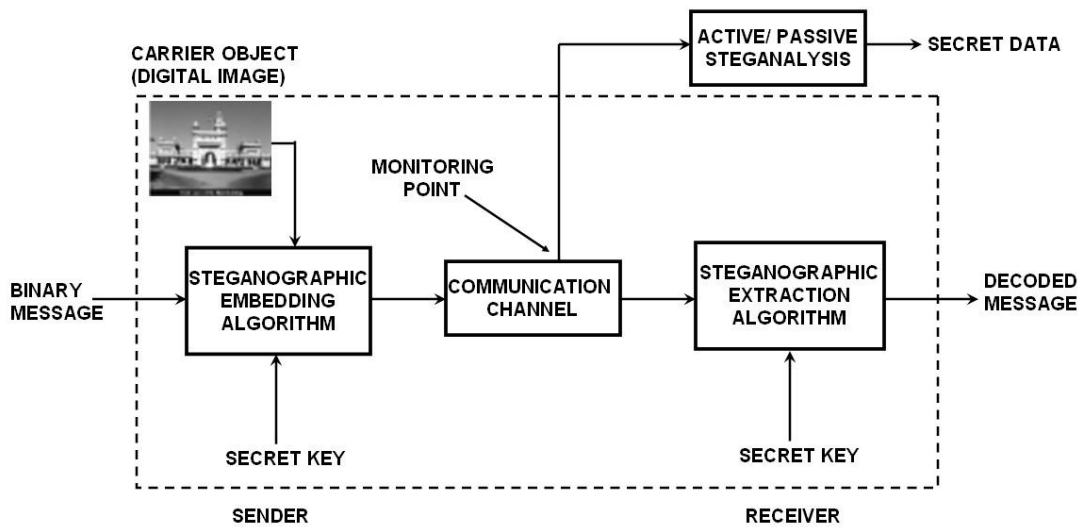 CARRIER OBJECT
(DIGITAL IMAGE)
ACTIVE/ PASSIVE
STEGANALYSIS
SECRET DATA
MONITORING
POINT
BINARY
MESSAGE
STEGANOGRAPHIC
EMBEDDING
ALGORITHM
COMMUNICATION
CHANNEL
STEGANOGRAPHIC
EXTRACTION
ALGORITHM
DECODED
MESSAGE
SECRET KEY
SECRET KEY
SENDER
RECEIVER